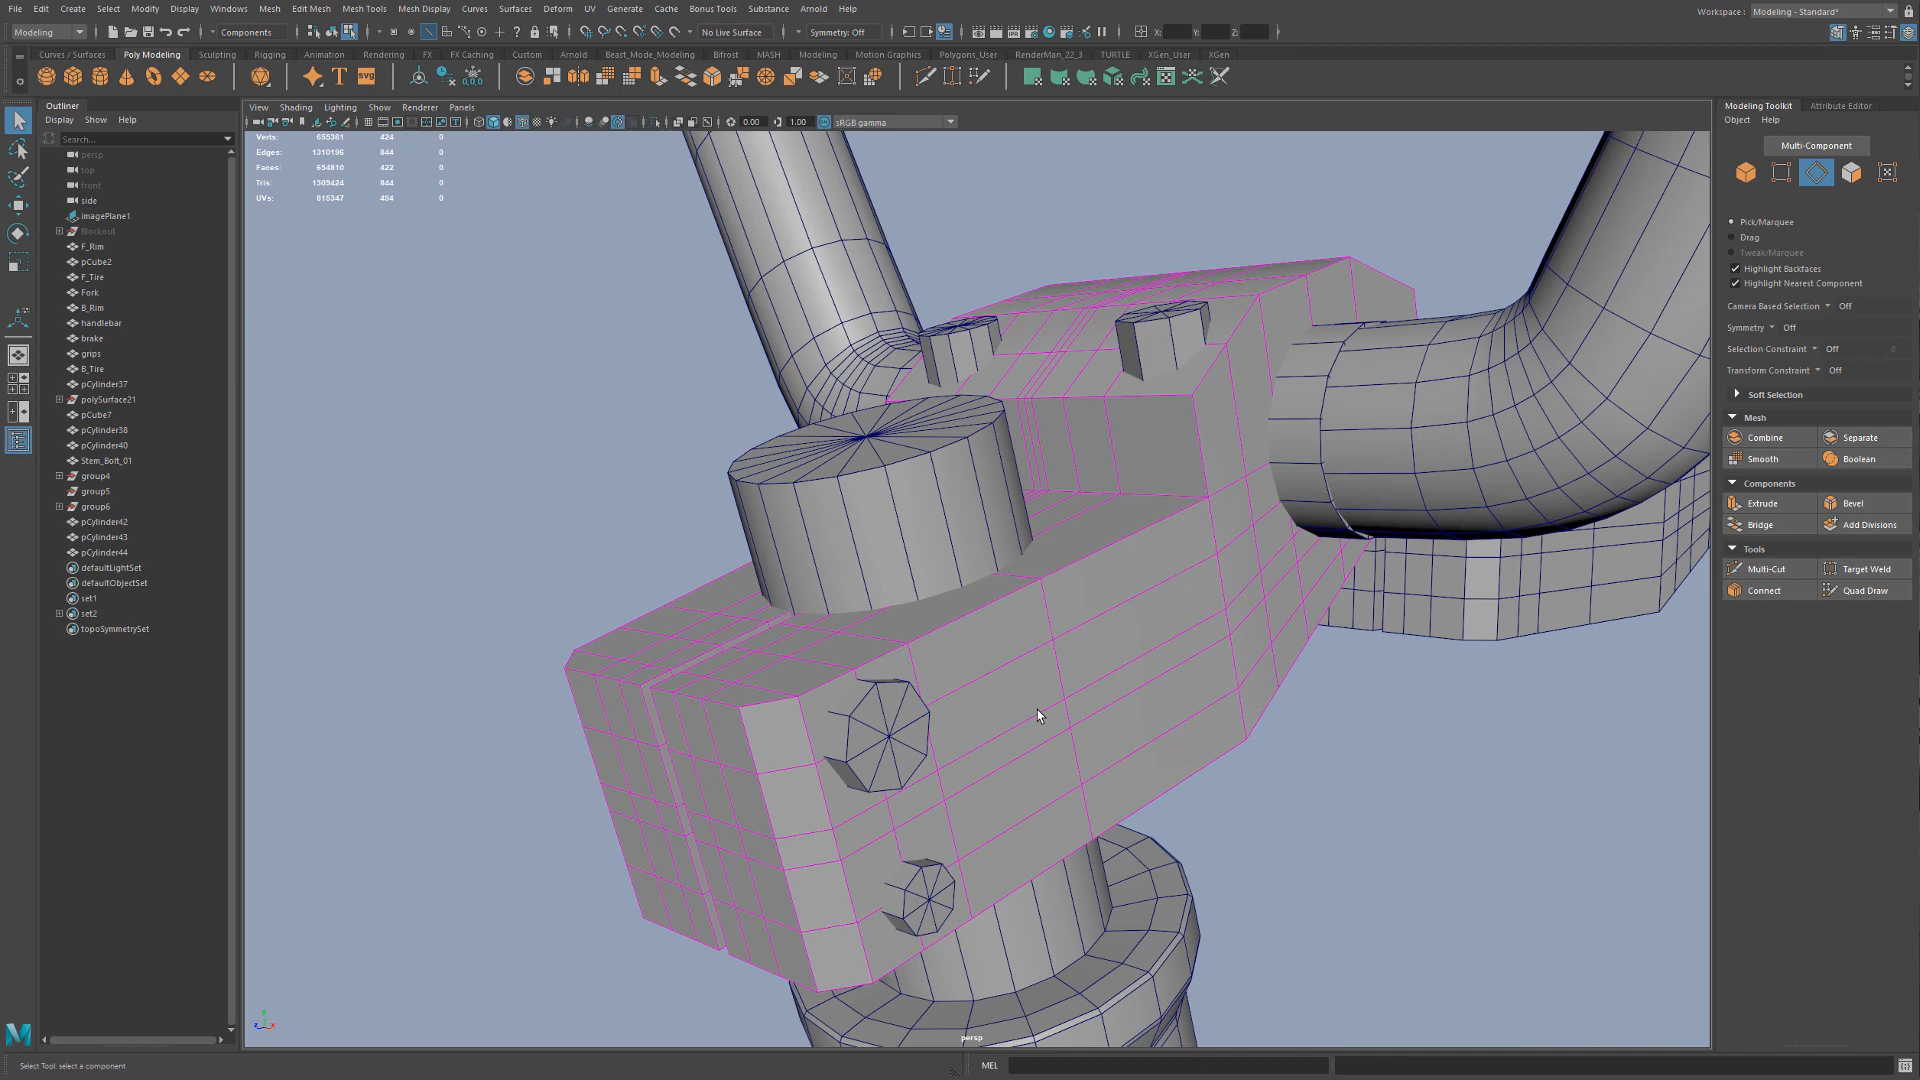 File Edit Create Select Modify Display Windows Mesh Edit Mesh Mesh Tools Mesh Display Curves Surfaces Deform UV Generate Cache Bonus Tools Substance Arnold Help
Workspace : Modeling - Standard*
Modeling Components No Live Surface Symmetry: Off X: Y: Z:
Curves / Surfaces Poly Modeling Sculpting Rigging Animation Rendering FX FX Caching Custom Arnold Beast_Mode_Modeling Bifrost MASH Modeling Motion Graphics Polygons_User RenderMan_22_3 TURTLE XGen_User XGen
T SVG 0,0,0
Outliner
Display Show Help
Search...
persp
top
front
side
imagePlane1
Blockout
F_Rim
pCube2
F_Tire
Fork
B_Rim
handlebar
brake
grips
B_Tire
pCylinder37
polySurface21
pCube7
pCylinder38
pCylinder40
Stem_Bolt_01
group4
group5
group6
pCylinder42
pCylinder43
pCylinder44
defaultLightSet
defaultObjectSet
set1
set2
topoSymmetrySet
View Shading Lighting Show Renderer Panels
0.00 1.00 sRGB gamma
Verts: 655361 424 0
Edges: 1310196 844 0
Faces: 654810 422 0
Tris: 1309424 844 0
UVs: 815347 494 0
persp
Modeling Toolkit Attribute Editor
Object Help
Multi-Component
Pick/Marquee
Drag
Tweak/Marquee
Highlight Backfaces
Highlight Nearest Component
Camera Based Selection Off
Symmetry Off
Selection Constraint Off 0
Transform Constraint Off
Soft Selection
Mesh
Combine Separate
Smooth Boolean
Components
Extrude Bevel
Bridge Add Divisions
Tools
Multi-Cut Target Weld
Connect Quad Draw
Select Tool: select a component
MEL